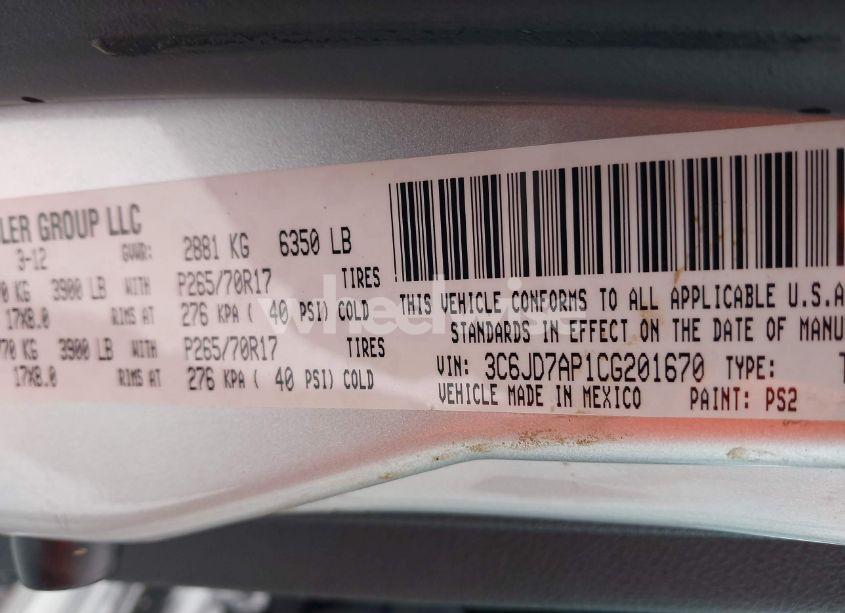 LER GROUP LLC
3-12 GVWR: 2881 KG 6350 LB
70 KG 3900 LB WITH P265/70R17 TIRES
17X8.0 RIMS AT 276 KPA ( 40 PSI) COLD
70 KG 3900 LB WITH P265/70R17 TIRES
17X8.0 RIMS AT 276 KPA ( 40 PSI) COLD
THIS VEHICLE CONFORMS TO ALL APPLICABLE U.S.A
STANDARDS IN EFFECT ON THE DATE OF MANU
VIN: 3C6JD7AP1CG201670 TYPE: T
VEHICLE MADE IN MEXICO PAINT: PS2